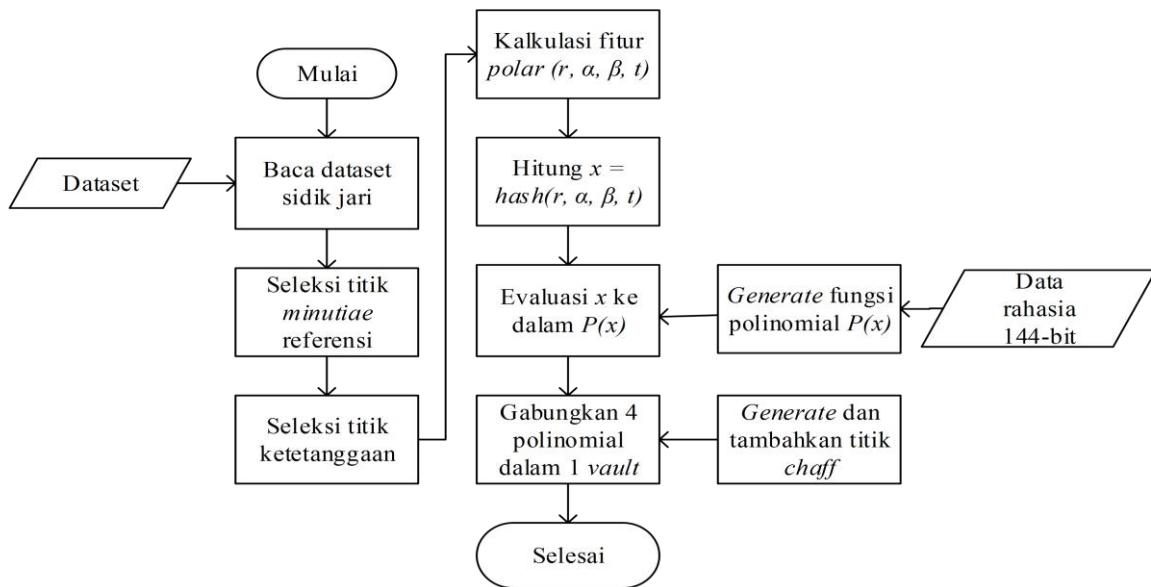 Mulai
Dataset
Baca dataset
sidik jari
Seleksi titik
minutiae
referensi
Seleksi titik
ketetanggaan
Kalkulasi fitur
polar (r, α, β, t)
Hitung x =
hash(r, α, β, t)
Evaluasi x ke
dalam P(x)
Generate fungsi
polinomial P(x)
Data
rahasia
144-bit
Gabungkan 4
polinomial
dalam 1 vault
Generate dan
tambahkan titik
chaff
Selesai